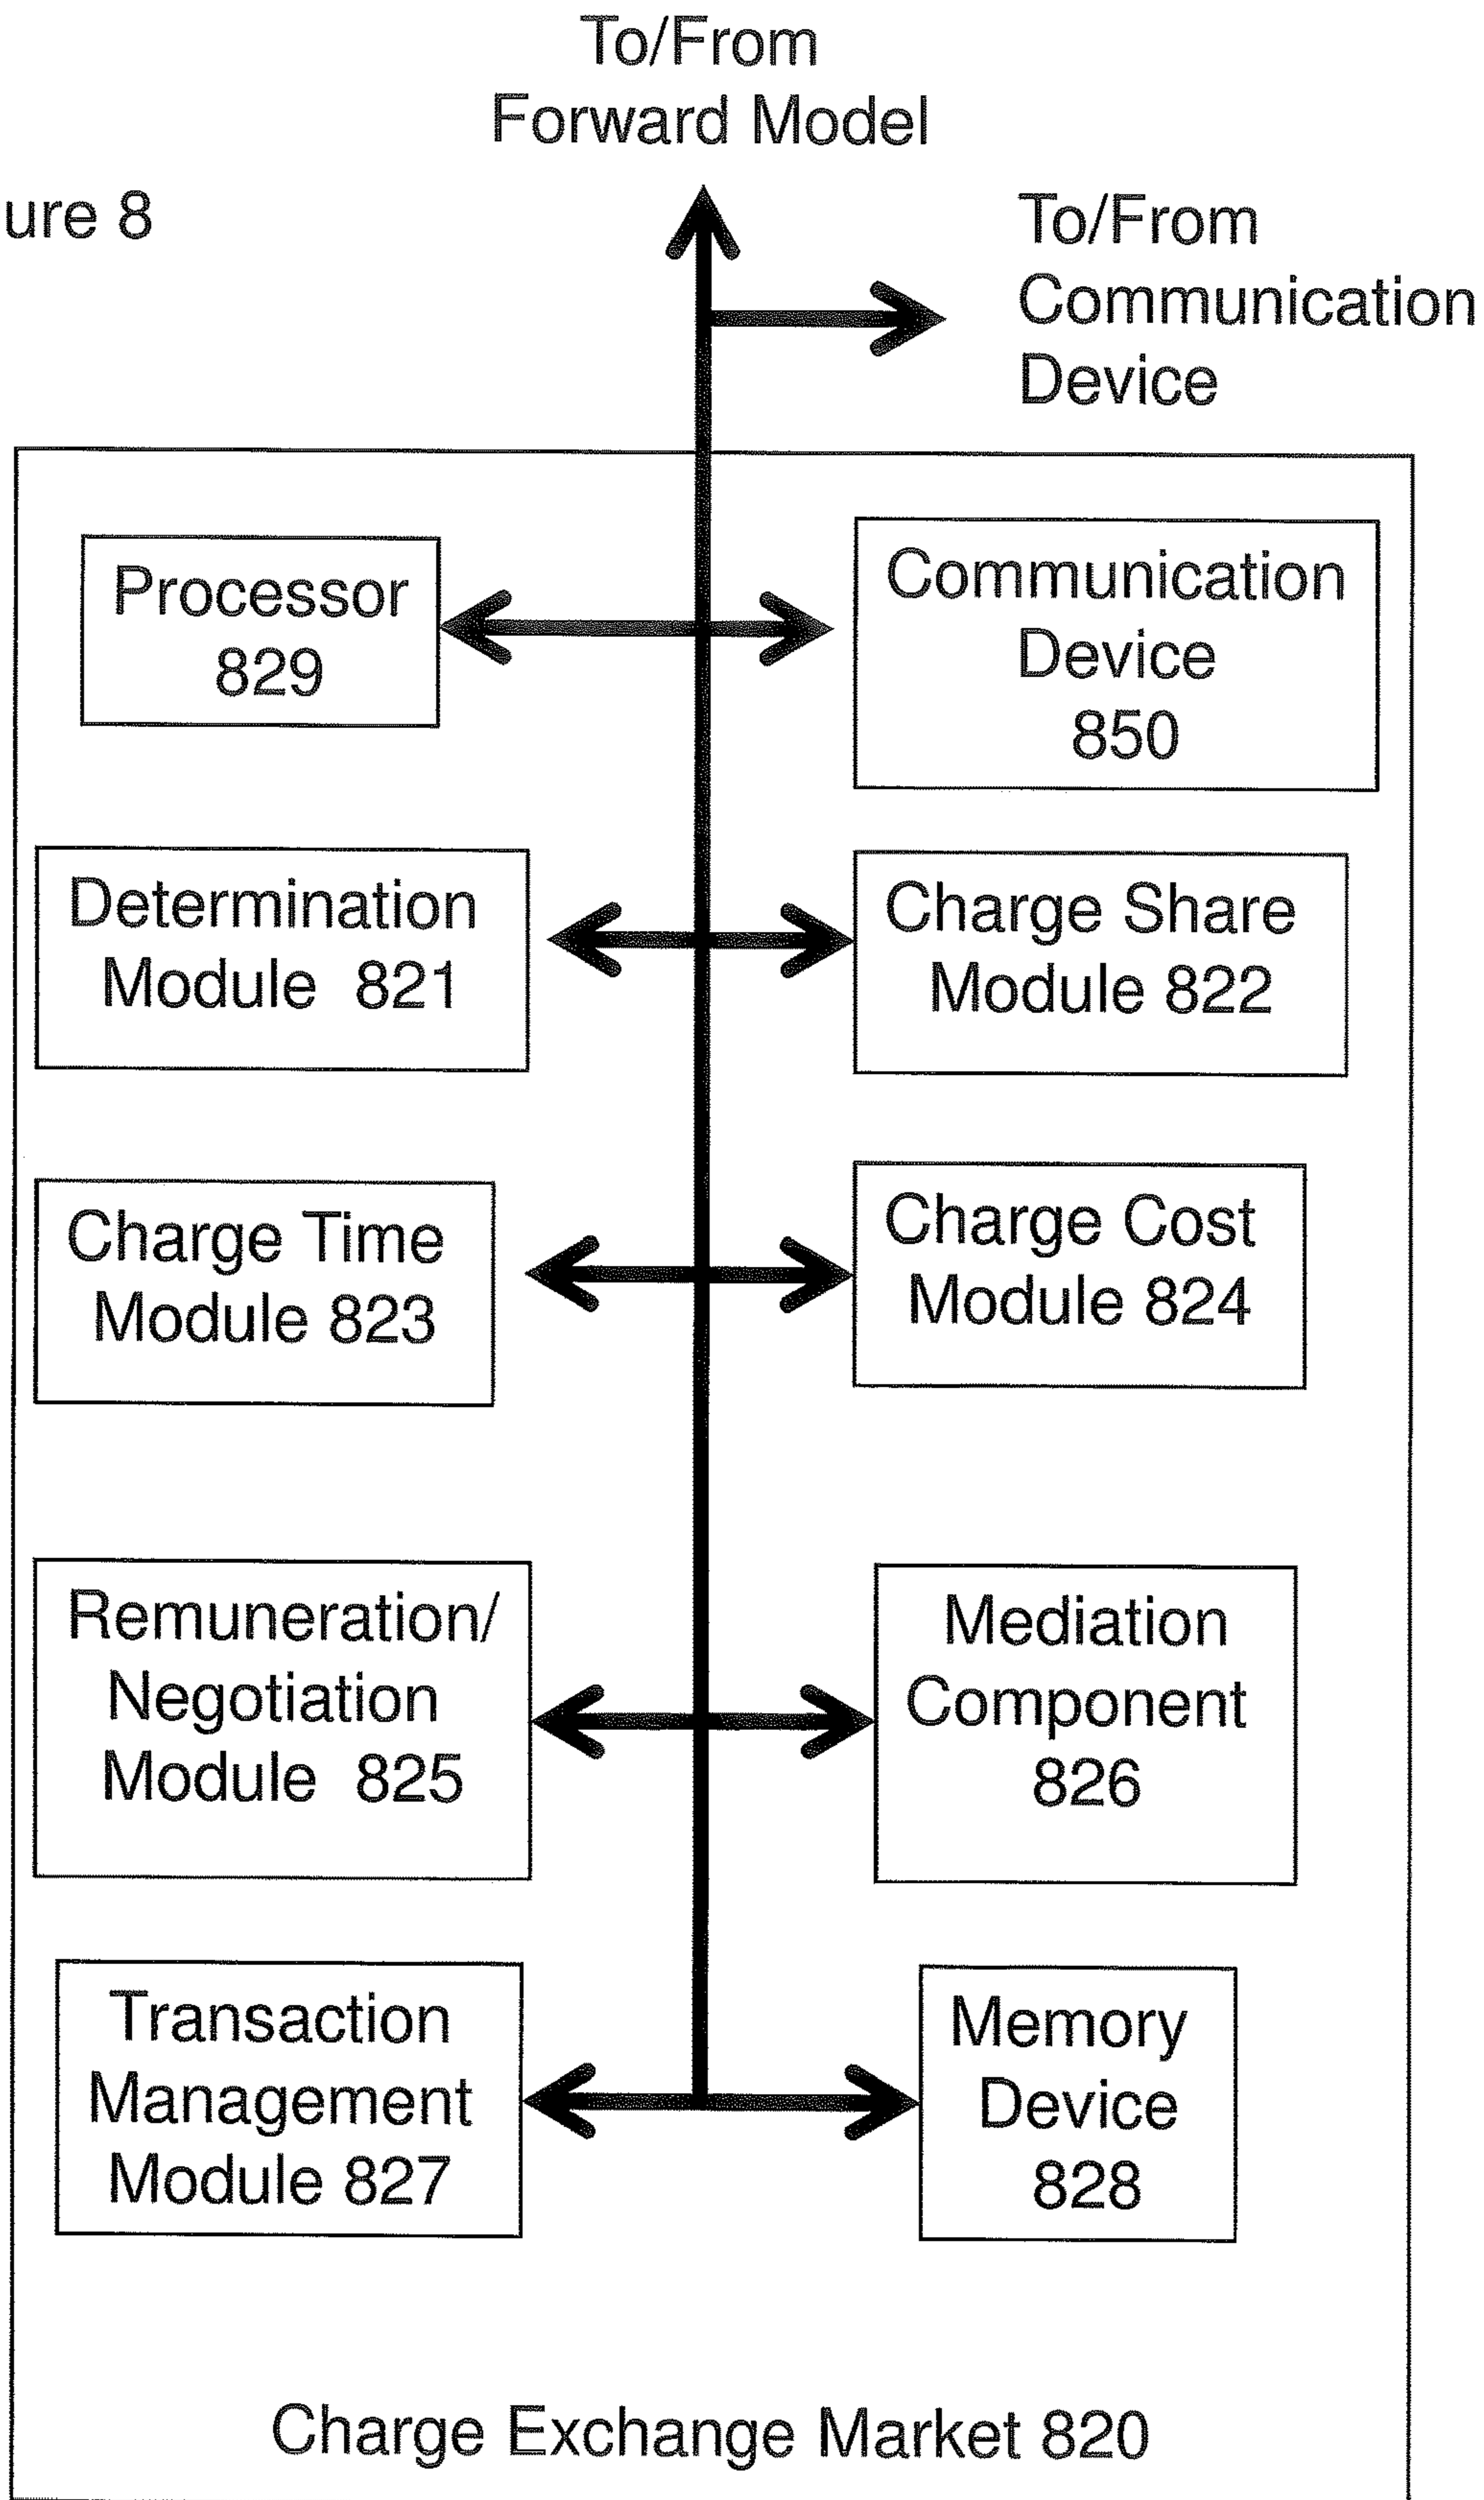 To/From
Forward Model
ure 8
To/From
Communication
Device
Processor
829
Communication
Device
850
Determination
Module 821
Charge Share
Module 822
Charge Time
Module 823
Charge Cost
Module 824
Remuneration/
Negotiation
Module 825
Mediation
Component
826
Transaction
Management
Module 827
Memory
Device
828
Charge Exchange Market 820